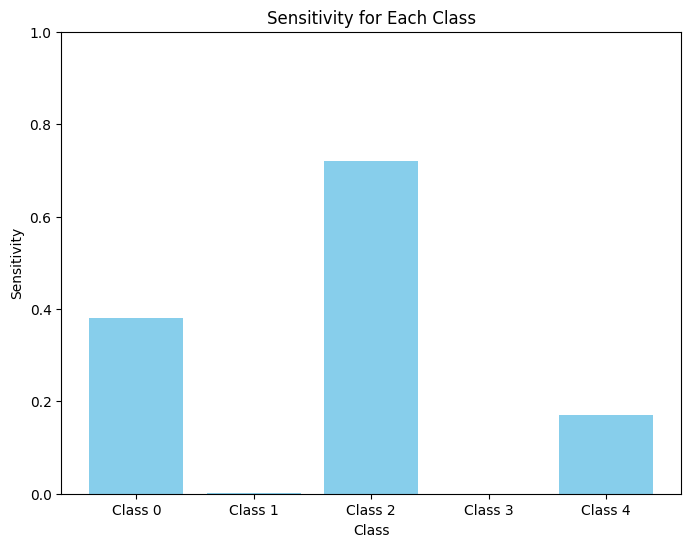 Sensitivity for Each Class
1.0
0.8
0.6
0.4
0.2
0.0
Sensitivity
Class 0
Class 1
Class 2
Class 3
Class 4
Class